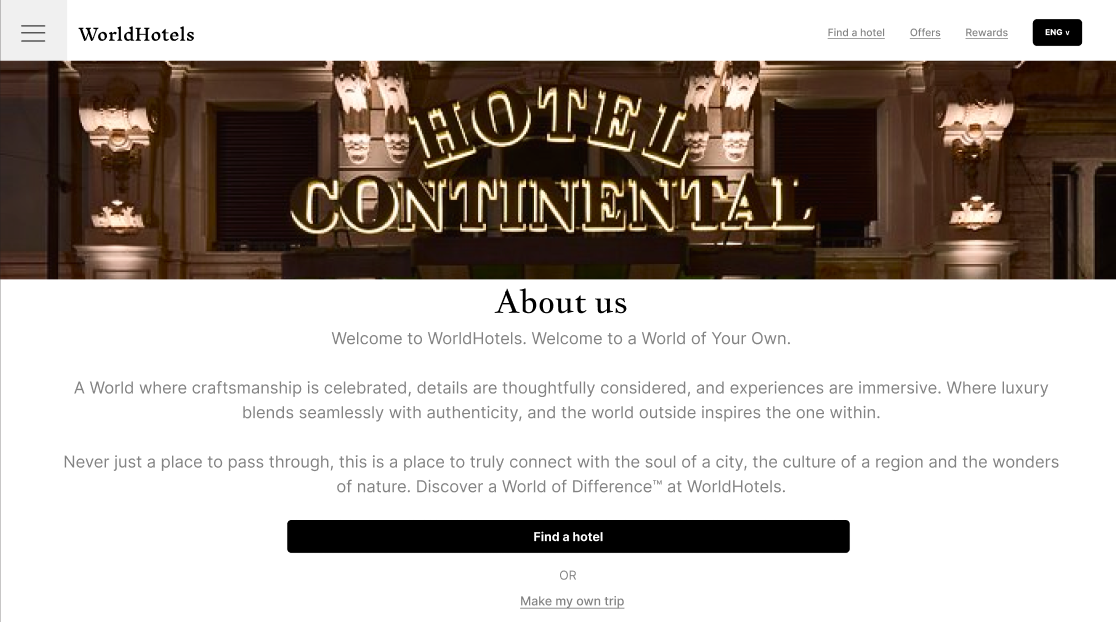 WorldHotels
Find a hotel
Offers
Rewards
ENG v
HOTEL
CONTINENTAL
About us
Welcome to WorldHotels. Welcome to a World of Your Own.
A World where craftsmanship is celebrated, details are thoughtfully considered, and experiences are immersive. Where luxury
blends seamlessly with authenticity, and the world outside inspires the one within.
Never just a place to pass through, this is a place to truly connect with the soul of a city, the culture of a region and the wonders
of nature. Discover a World of Difference™ at WorldHotels.
Find a hotel
OR
Make my own trip